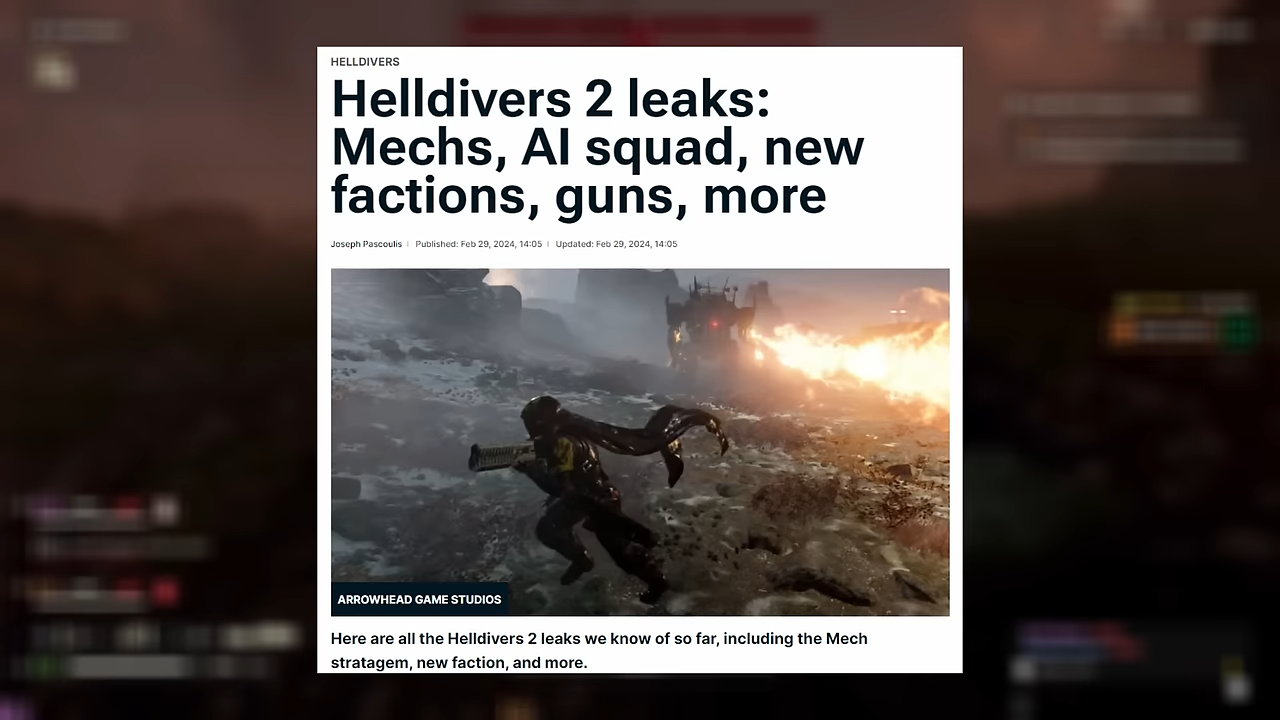 HELLDIVERS
Helldivers 2 leaks:
Mechs, AI squad, new
factions, guns, more
Joseph Pascoulis | Published: Feb 29, 2024, 14:05 | Updated: Feb 29, 2024, 14:05
ARROWHEAD GAME STUDIOS
Here are all the Helldivers 2 leaks we know of so far, including the Mech
stratagem, new faction, and more.